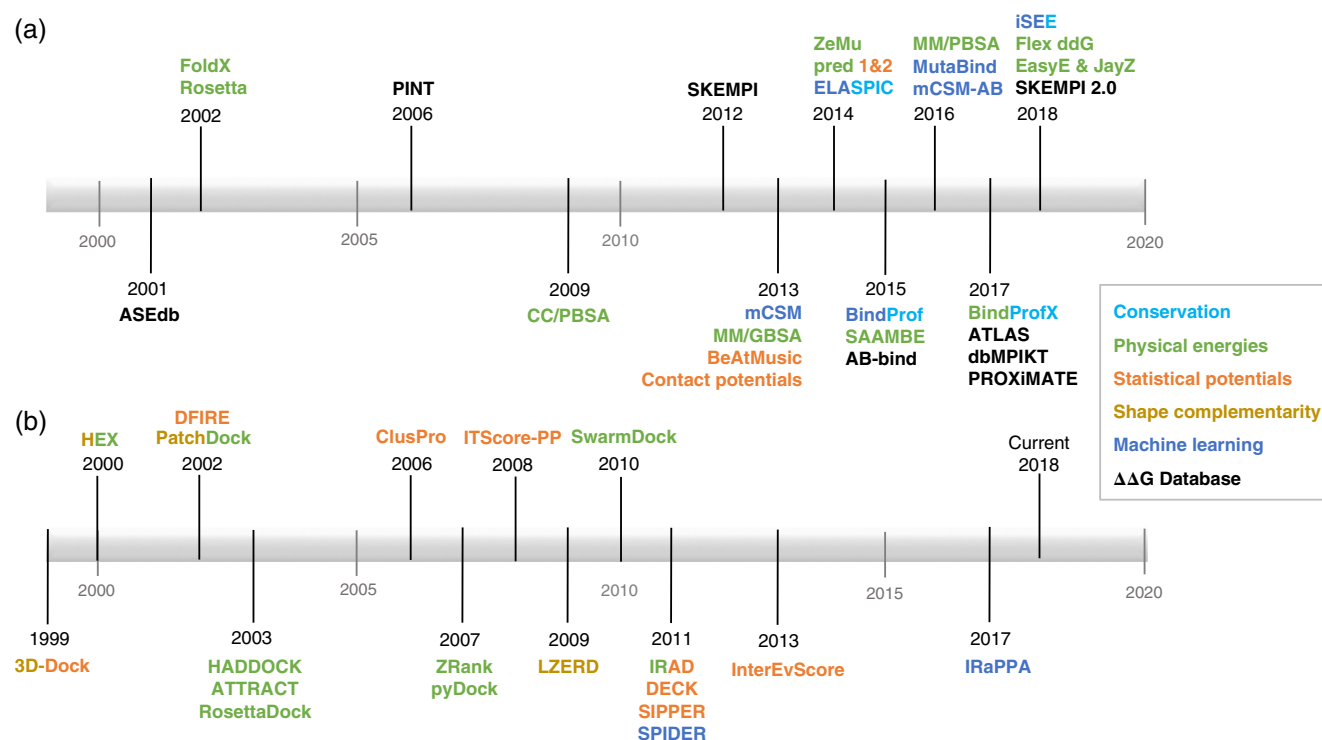 (a)
FoldX
Rosetta
2002
PINT
2006
SKEMPI
2012
ZeMu
pred 1&2
ELASPIC
2014
MM/PBSA
MutaBind
mCSM-AB
2016
iSEE
Flex ddG
EasyE & JayZ
SKEMPI 2.0
2018
2000
2005
2010
2020
2001
ASEdb
2009
CC/PBSA
2013
mCSM
MM/GBSA
BeAtMusic
Contact potentials
2015
BindProf
SAAMBE
AB-bind
2017
BindProfX
ATLAS
dbMPIKT
PROXiMATE
Conservation
Physical energies
Statistical potentials
Shape complementarity
Machine learning
ΔΔG Database
(b)
HEX
2000
DFIRE
PatchDock
2002
ClusPro
2006
ITScore-PP
2008
SwarmDock
2010
Current
2018
2000
2005
2010
2015
2020
1999
3D-Dock
2003
HADDOCK
ATTRACT
RosettaDock
2007
ZRank
pyDock
2009
LZERD
2011
IRAD
DECK
SIPPER
SPIDER
2013
InterEvScore
2017
IRaPPA